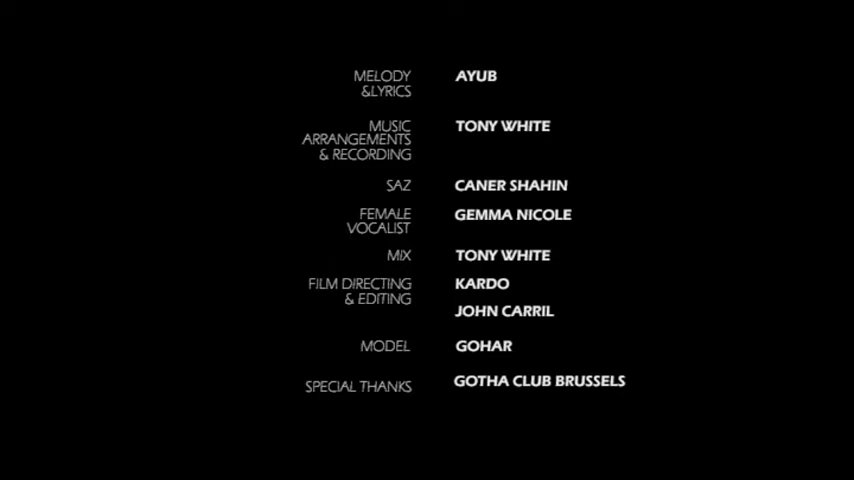 MELODY AYUB
&LYRICS
MUSIC TONY WHITE
ARRANGEMENTS
& RECORDING
SAZ CANER SHAHIN
FEMALE GEMMA NICOLE
VOCALIST
MIX TONY WHITE
FILM DIRECTING KARDO
& EDITING
JOHN CARRIL
MODEL GOHAR
SPECIAL THANKS GOTHA CLUB BRUSSELS